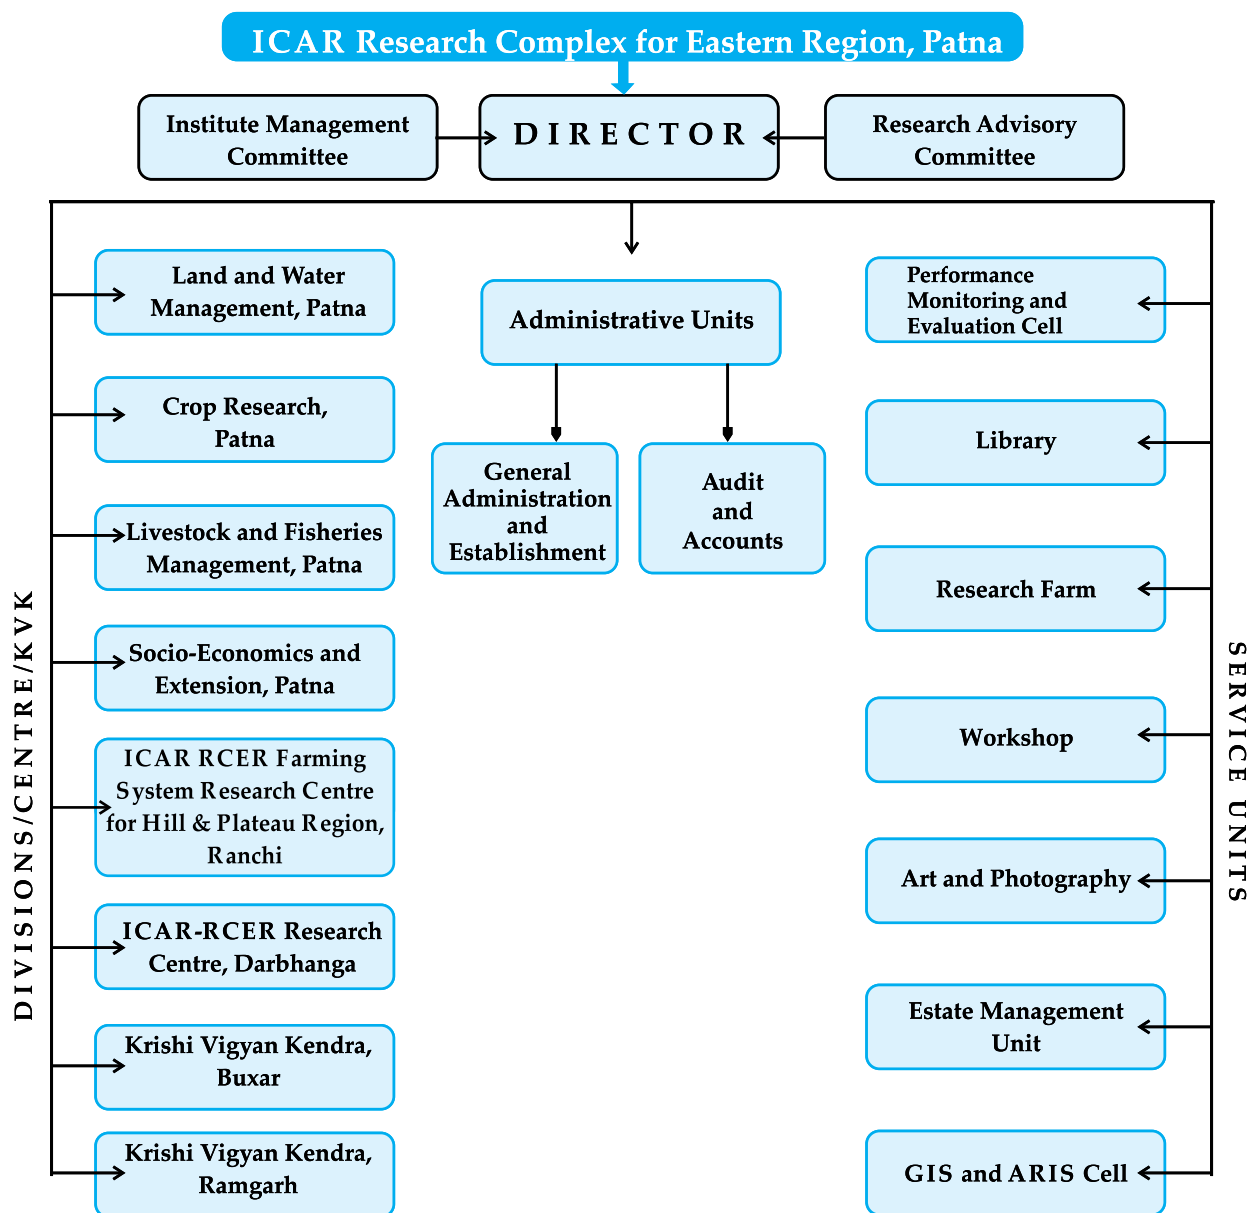 ICAR Research Complex for Eastern Region, Patna
Institute Management
Committee
DIRECTOR
Research Advisory
Committee
DIVISIONS/CENTRE/KVK
Land and Water
Management, Patna
Crop Research,
Patna
Livestock and Fisheries
Management, Patna
Socio-Economics and
Extension, Patna
ICAR RCER Farming
System Research Centre
for Hill & Plateau Region,
Ranchi
ICAR-RCER Research
Centre, Darbhanga
Krishi Vigyan Kendra,
Buxar
Krishi Vigyan Kendra,
Ramgarh
Administrative Units
General
Administration
and
Establishment
Audit
and
Accounts
Performance
Monitoring and
Evaluation Cell
Library
Research Farm
Workshop
Art and Photography
Estate Management
Unit
GIS and ARIS Cell
SERVICE UNITS